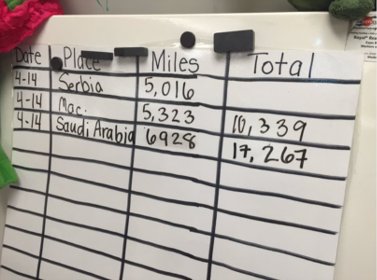 Date Place Miles Total
4-14 Serbia 5,016
4-14 Mac. 5,323 10,339
4-14 Saudi Arabia 6928 17,267